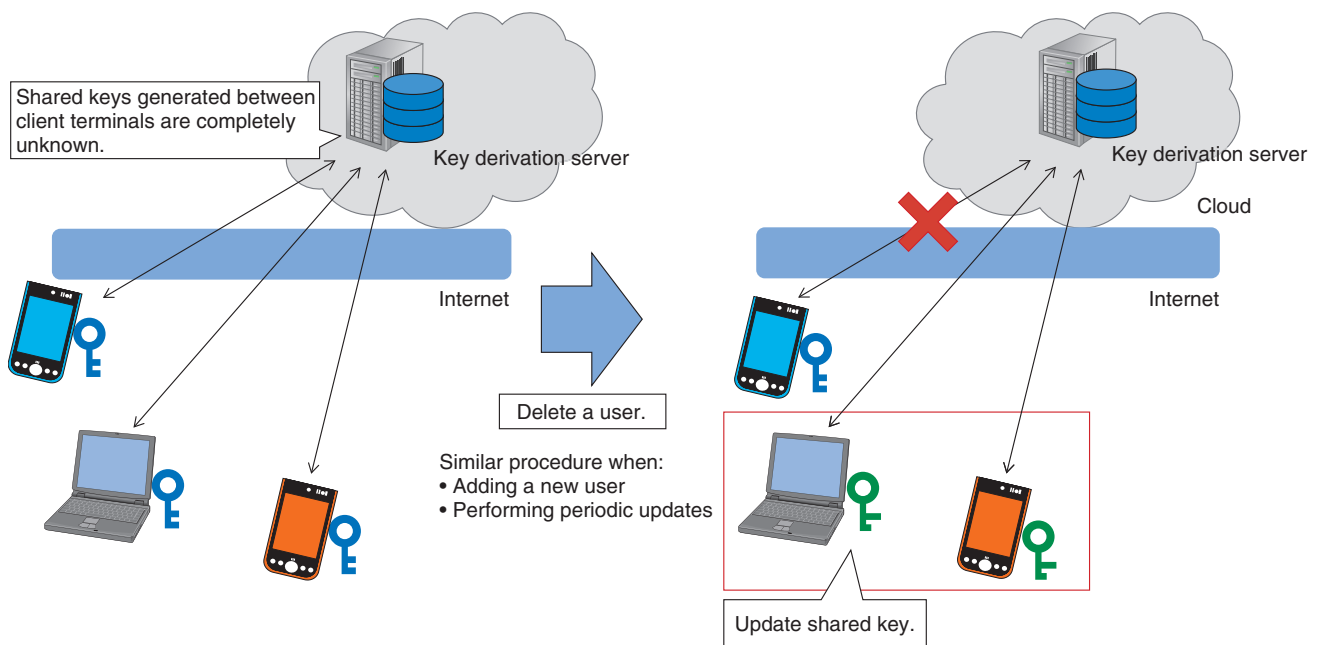 Shared keys generated between
client terminals are completely
unknown.
Key derivation server
Internet
Delete a user.
Similar procedure when:
• Adding a new user
• Performing periodic updates
Key derivation server
Cloud
Internet
Update shared key.